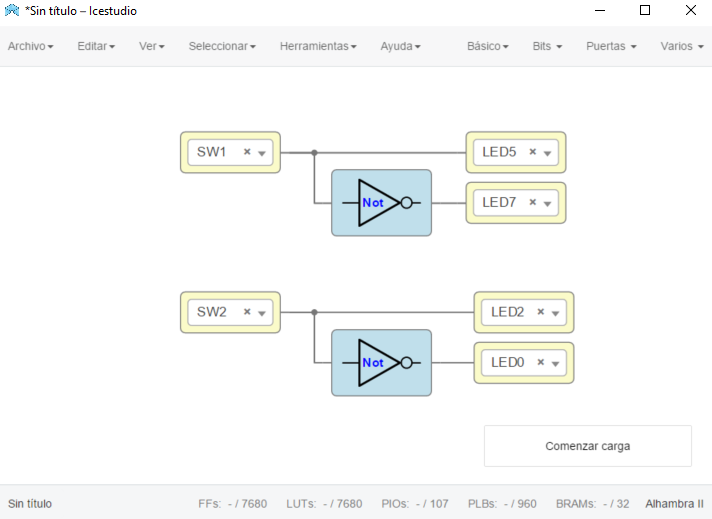 *Sin título – Icestudio
Archivo Editar Ver Seleccionar Herramientas Ayuda Básico Bits Puertas Varios
SW1 LED5
Not LED7
SW2 LED2
Not LED0
Comenzar carga
Sin título FFs: - / 7680 LUTs: - / 7680 PIOs: - / 107 PLBs: - / 960 BRAMs: - / 32 Alhambra II